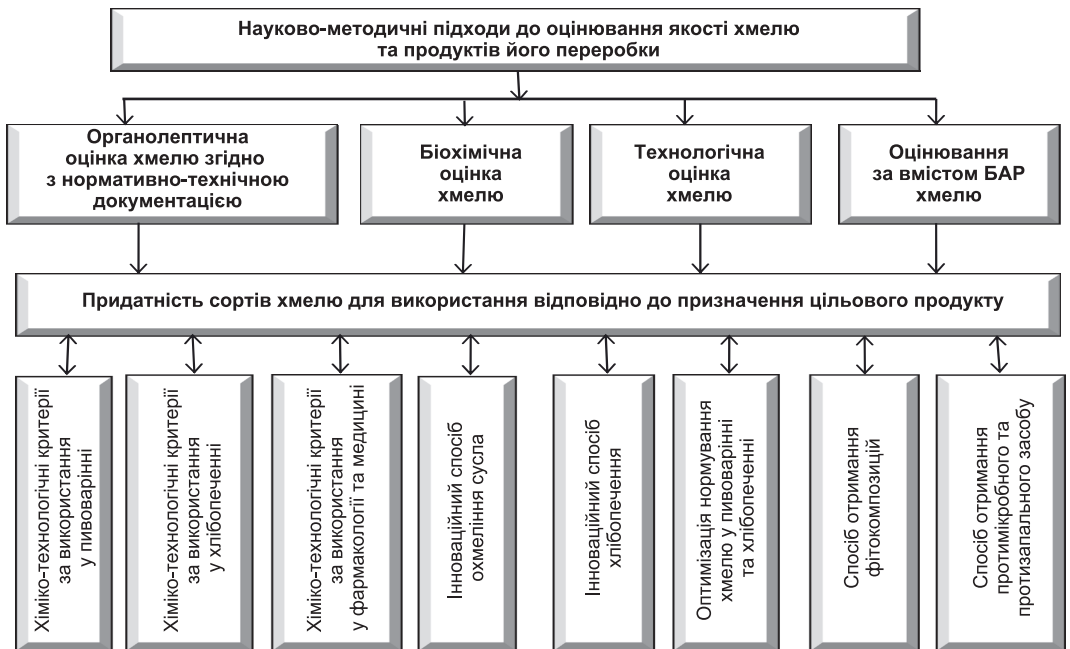 Науково-методичні підходи до оцінювання якості хмелю
та продуктів його переробки
Органолептична
оцінка хмелю згідно
з нормативно-технічною
документацією
Біохімічна
оцінка
хмелю
Технологічна
оцінка
хмелю
Оцінювання
за вмістом БАР
хмелю
Придатність сортів хмелю для використання відповідно до призначення цільового продукту
Хіміко-технологічні критерії
за використання
у пивоварінні
Хіміко-технологічні критерії
за використання
у хлібопеченні
Хіміко-технологічні критерії
за використання
у фармакології та медицині
Інноваційний спосіб
охмеління сусла
Інноваційний спосіб
хлібопечення
Оптимізація нормування
хмелю у пивоварінні
та хлібопеченні
Спосіб отримання
фітокомпозицій
Спосіб отримання
протимікробного та
протизапального засобу